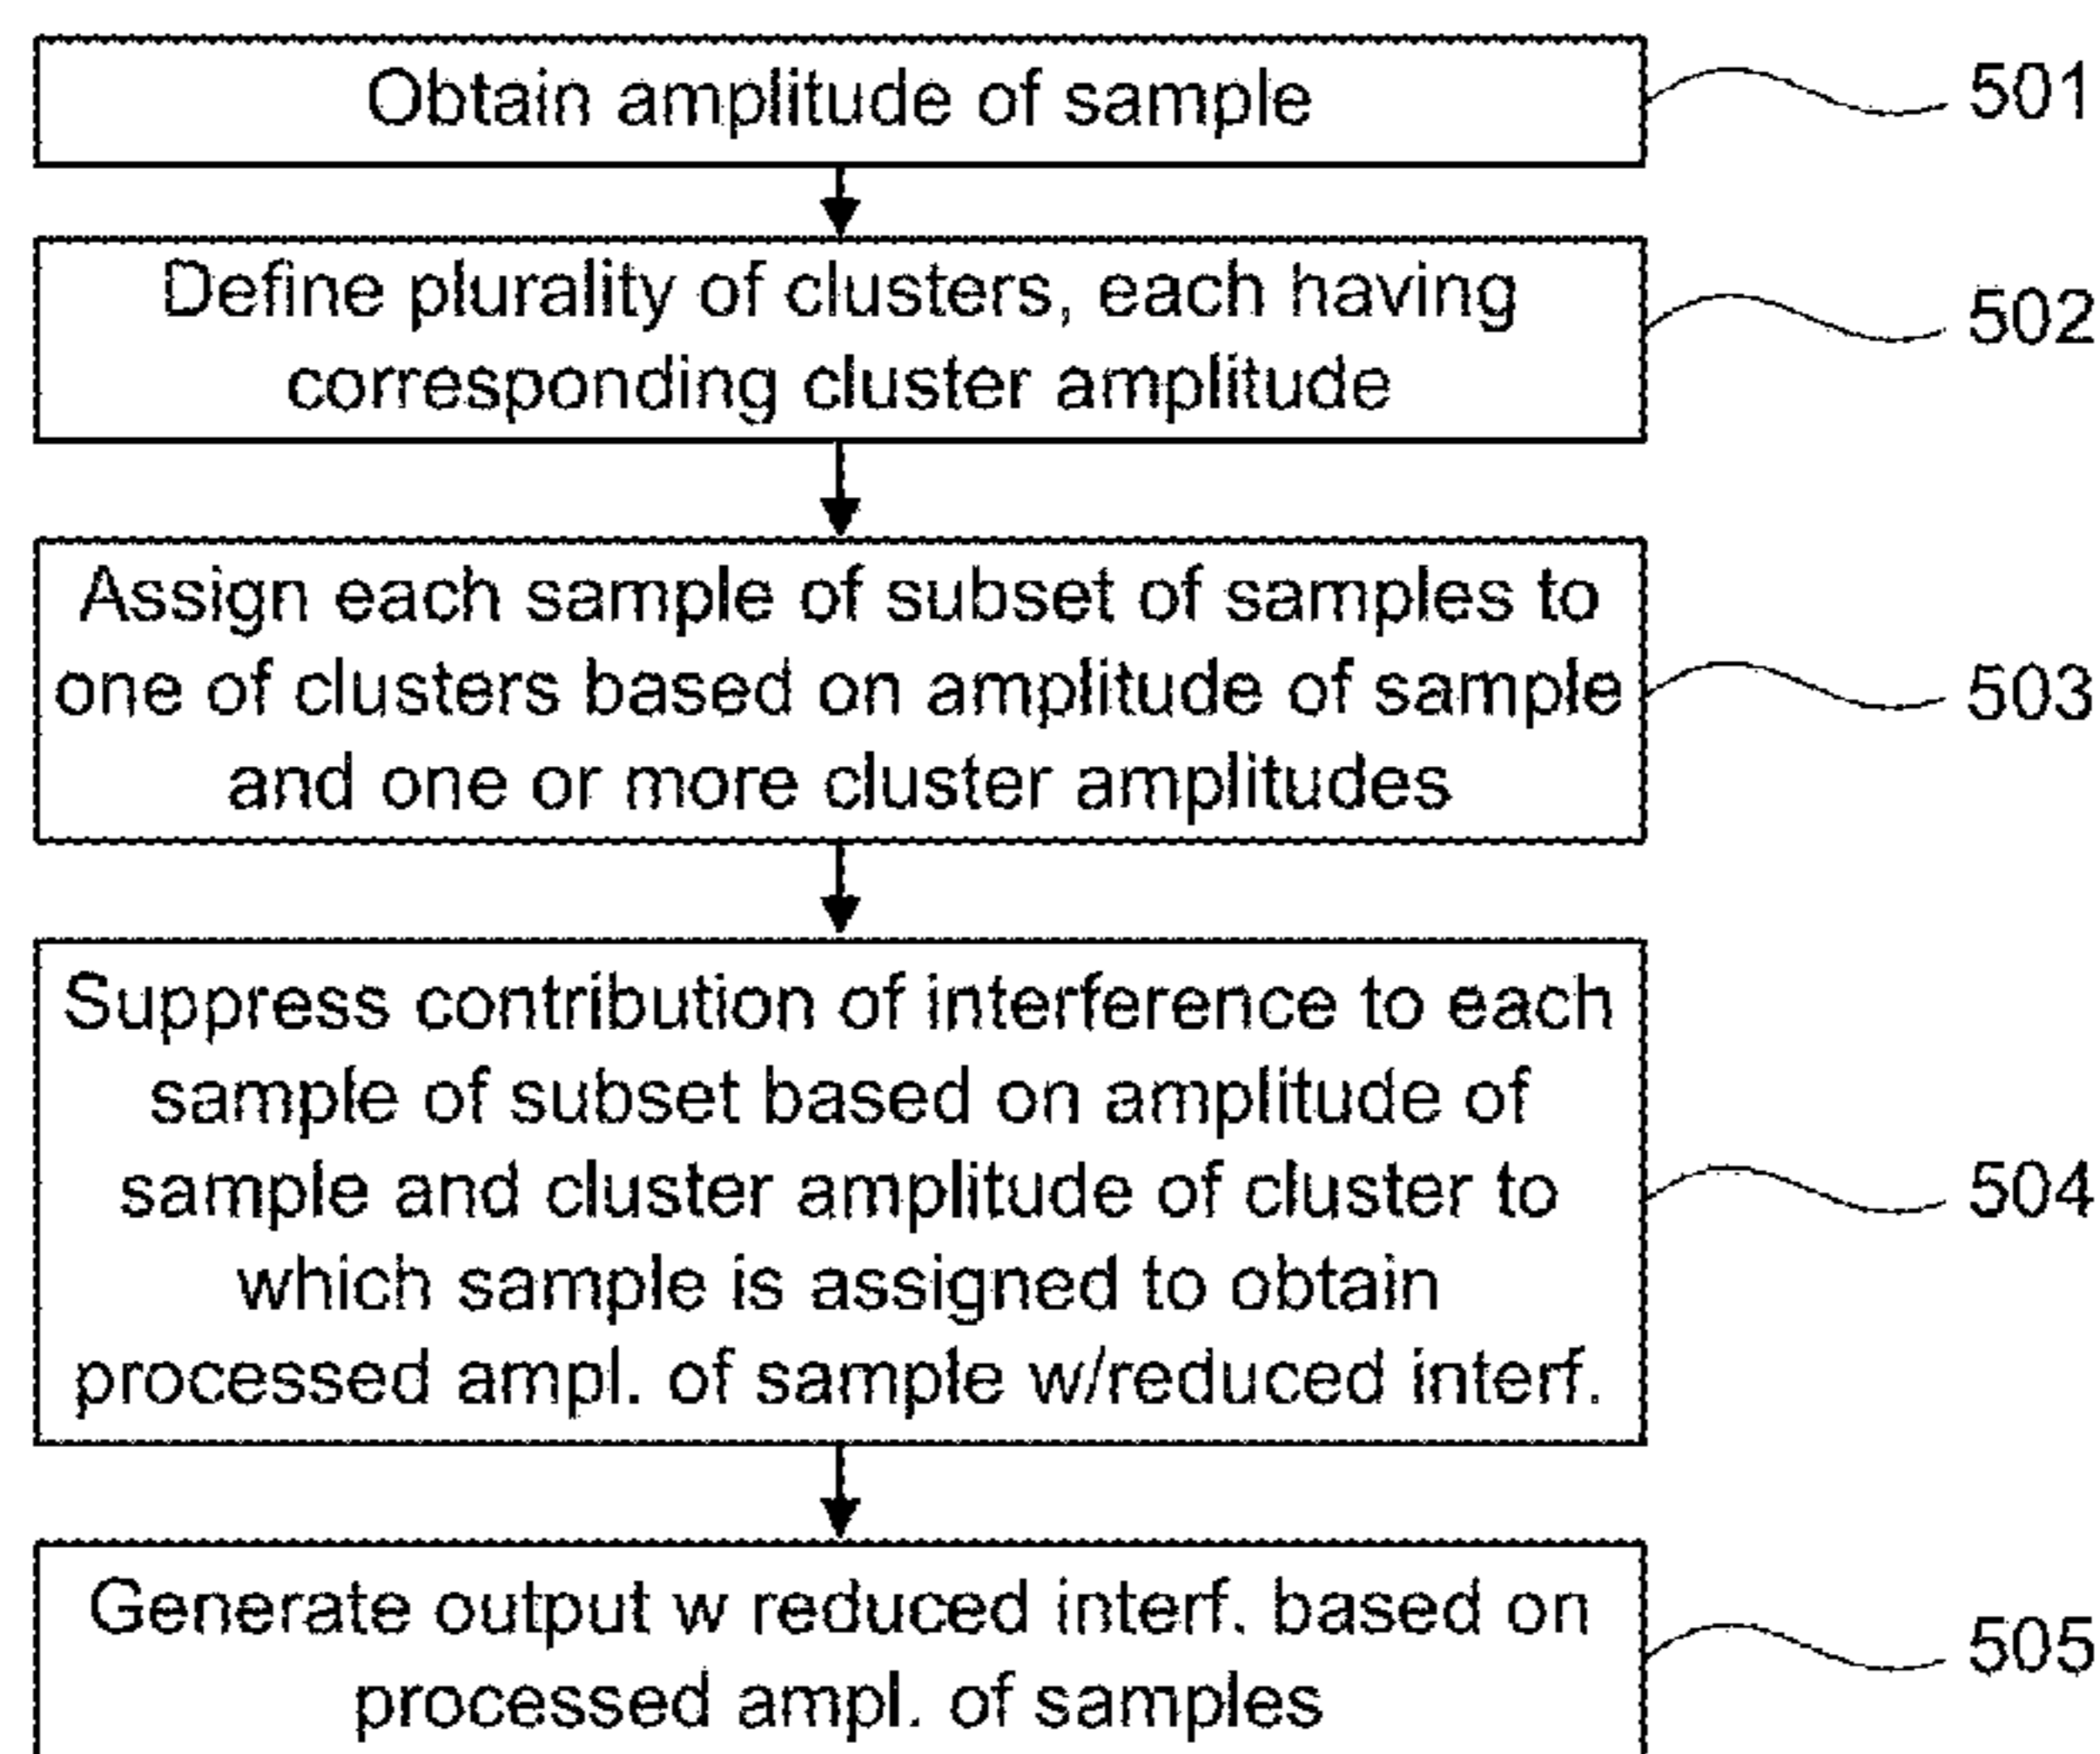 Obtain amplitude of sample
501
Define plurality of clusters, each having
corresponding cluster amplitude
502
Assign each sample of subset of samples to
one of clusters based on amplitude of sample
and one or more cluster amplitudes
503
Suppress contribution of interference to each
sample of subset based on amplitude of
sample and cluster amplitude of cluster to
which sample is assigned to obtain
processed ampl. of sample w/reduced interf.
504
Generate output w reduced interf. based on
processed ampl. of samples
505